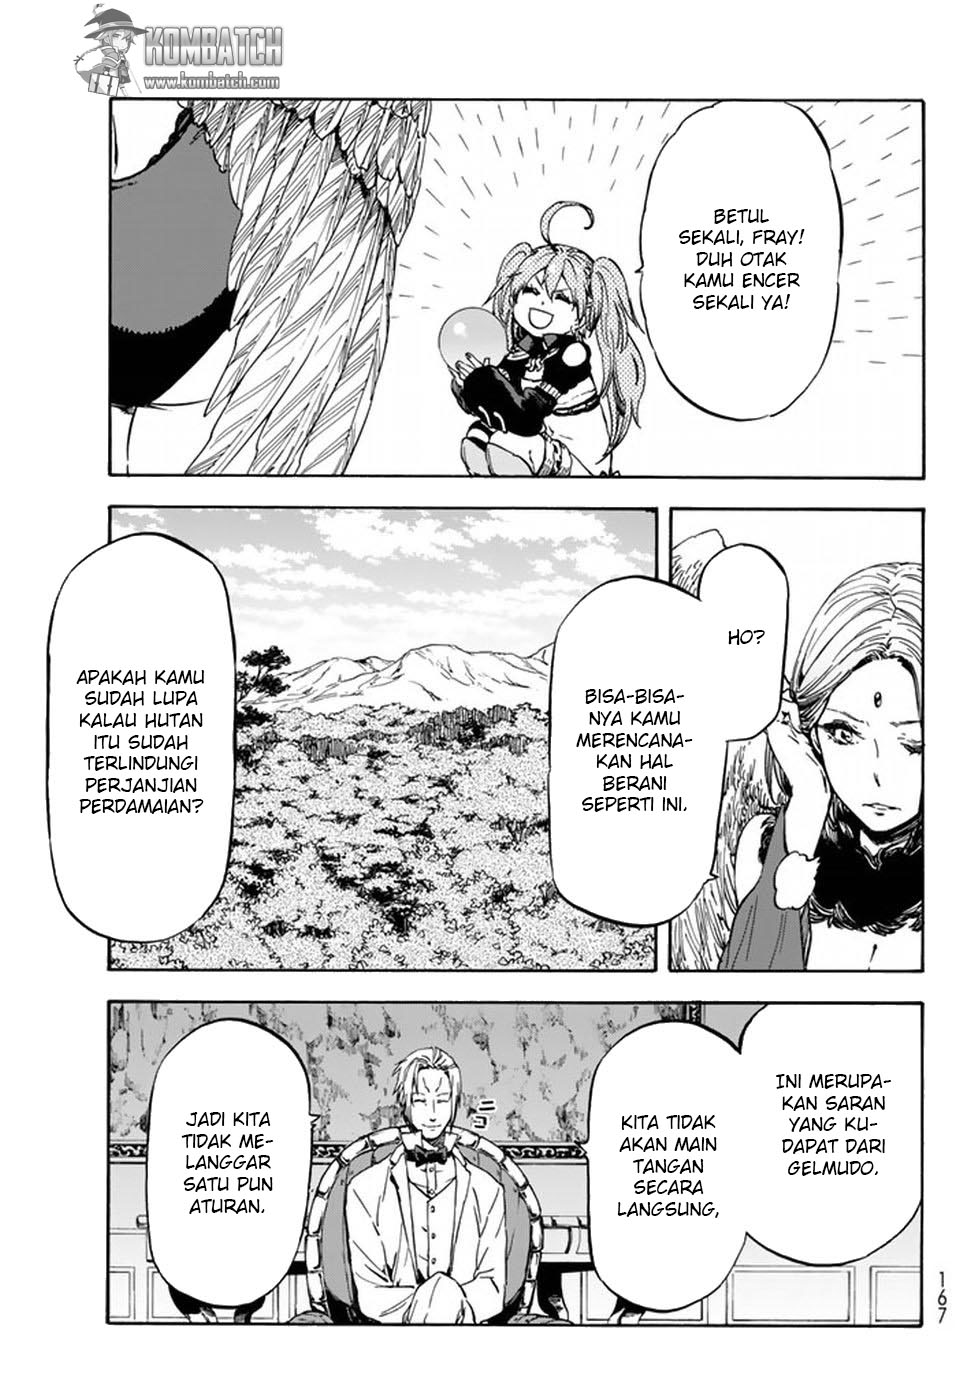 KOMBATCH
www.kombatch.com
BETUL
SEKALI, FRAY!
DUH OTAK
KAMU ENCER
SEKALI YA!
HO?
BISA-BISA-
NYA KAMU
MERENCANA-
KAN HAL
BERANI
SEPERTI INI.
APAKAH KAMU
SUDAH LUPA
KALAU HUTAN
ITU SUDAH
TERLINDUNGI
PERJANJIAN
PERDAMAIAN?
INI MERUPA-
KAN SARAN
YANG KU-
DAPAT DARI
GELMUDO.
KITA TIDAK
AKAN MAIN
TANGAN
SECARA
LANGSUNG,
ニコ
JADI KITA
TIDAK ME-
LANGGAR
SATU PUN
ATURAN.
167